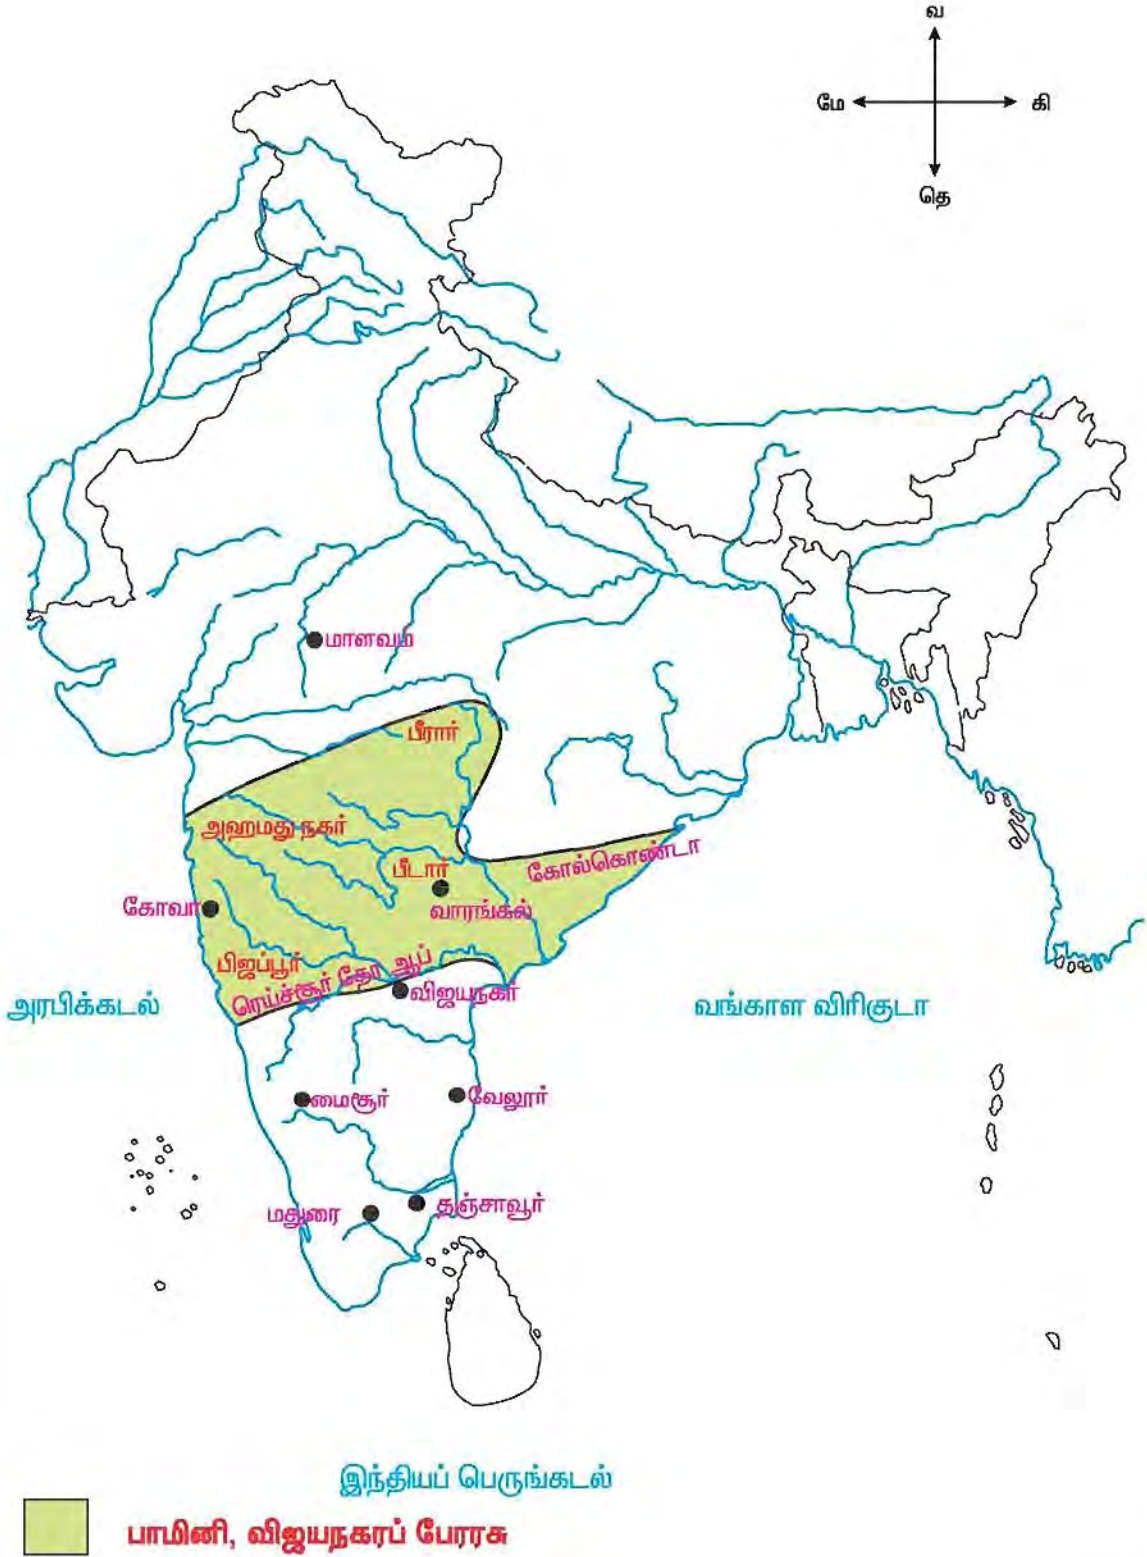 வ
மே
கி
தெ
மாளவம்
பீரார்
அஹமது நகர்
பீடார்
கோல்கொண்டா
கோவா
வாரங்கல்
பிஜப்பூர்
ரெய்ச்சூர் தோ ஆப்
விஜயநகர்
அரபிக்கடல்
வங்காள விரிகுடா
மைசூர்
வேலூர்
மதுரை
தஞ்சாவூர்
இந்தியப் பெருங்கடல்
பாமினி, விஜயநகரப் பேரரசு